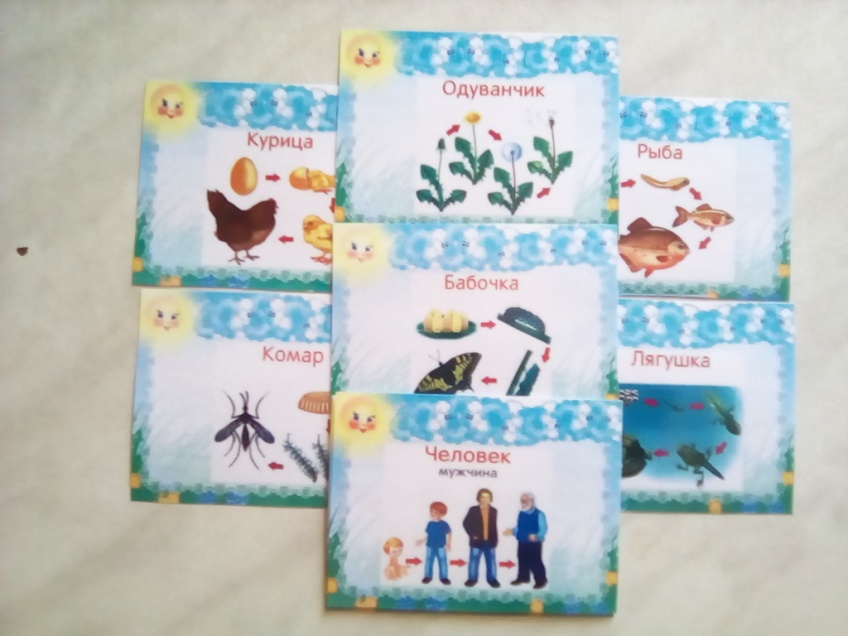 Одуванчик
Курица
Рыба
Бабочка
Комар
Лягушка
Человек
мужчина